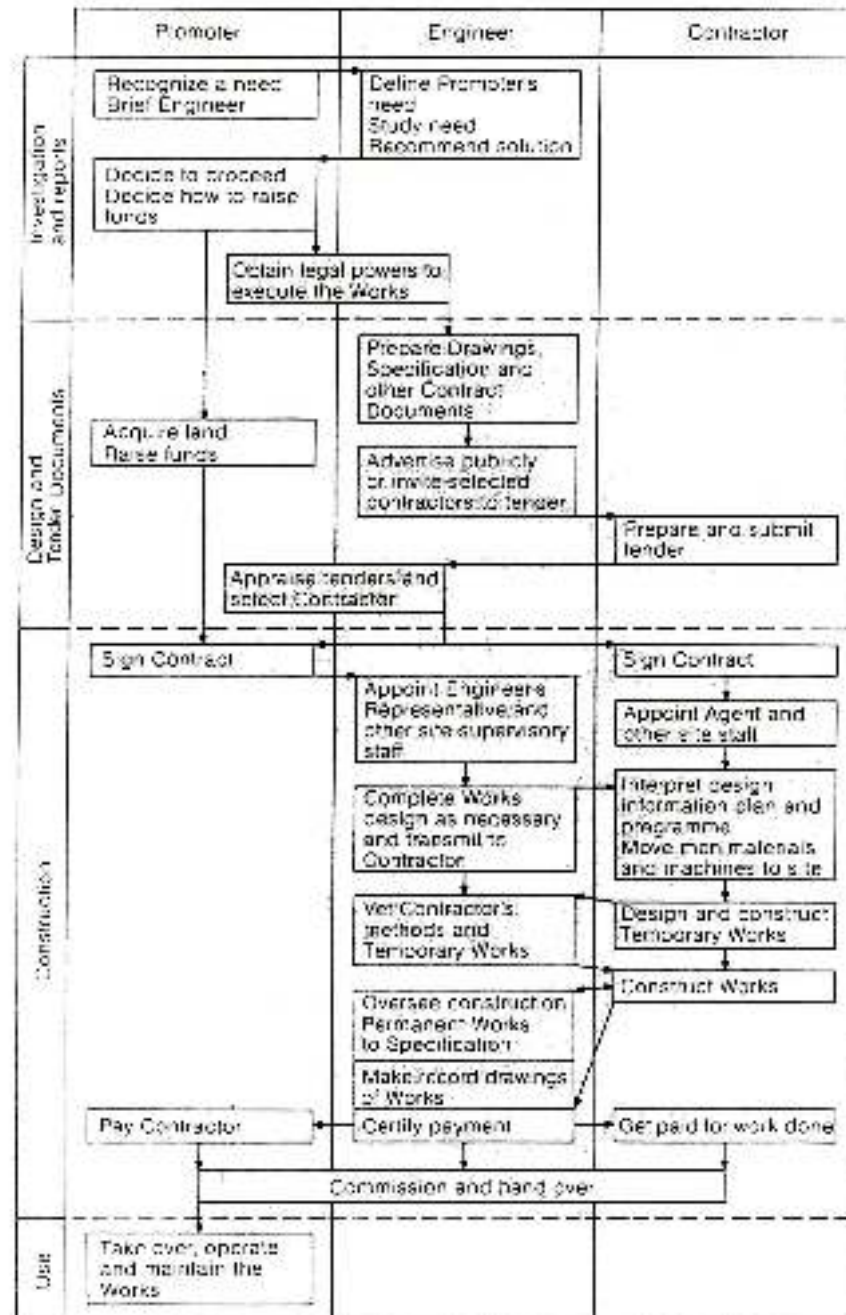 Promoter
Engineer
Contractor
Investigation
and reports
Recognize a need
Brief Engineer
Define Promoter's
need
Study need
Recommend solution
Decide to proceed
Decide how to raise
funds
Obtain legal powers to
execute the Works
Design and
Tender Documents
Prepare Drawings,
Specification and
other Contract
Documents
Acquire land
Raise funds
Advertise publicly
or invite selected
contractors to tender
Prepare and submit
tender
Appraise tenders and
select Contractor
Construction
Sign Contract
Sign Contract
Appoint Engineer's
Representative and
other site supervisory
staff
Appoint Agent and
other site staff
Complete Works
design as necessary
and transmit to
Contractor
Interpret design
information plan and
programme
Move men materials
and machines to site
Vet Contractor's
methods and
Temporary Works
Design and construct
Temporary Works
Construct Works
Oversee construction
Permanent Works
to Specification
Make record drawings
of Works
Pay Contractor
Certify payment
Get paid for work done
Commission and hand over
Use
Take over, operate
and maintain the
Works